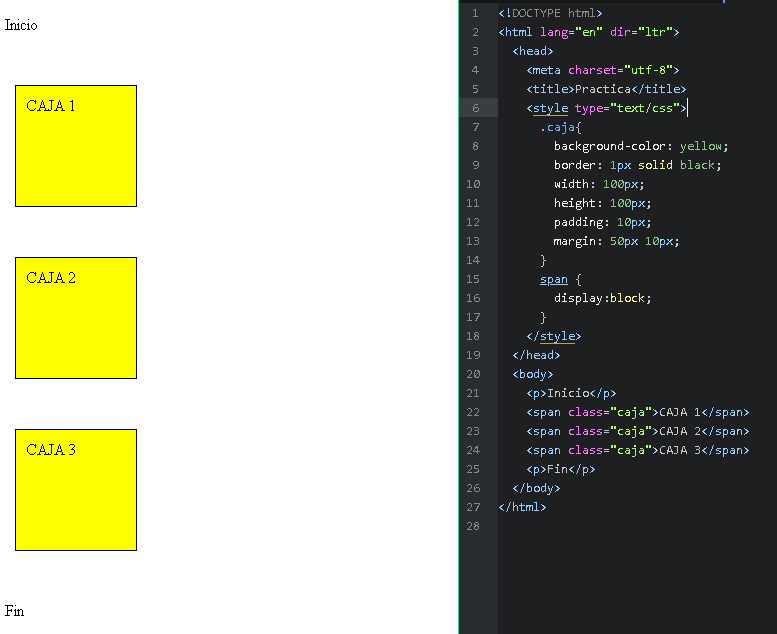 Inicio
CAJA 1
CAJA 2
CAJA 3
Fin
1 <!DOCTYPE html>
2 <html lang="en" dir="ltr">
3 <head>
4 <meta charset="utf-8">
5 <title>Practica</title>
6 <style type="text/css">
7 .caja{
8 background-color: yellow;
9 border: 1px solid black;
10 width: 100px;
11 height: 100px;
12 padding: 10px;
13 margin: 50px 10px;
14 }
15 span {
16 display:block;
17 }
18 </style>
19 </head>
20 <body>
21 <p>Inicio</p>
22 <span class="caja">CAJA 1</span>
23 <span class="caja">CAJA 2</span>
24 <span class="caja">CAJA 3</span>
25 <p>Fin</p>
26 </body>
27 </html>
28